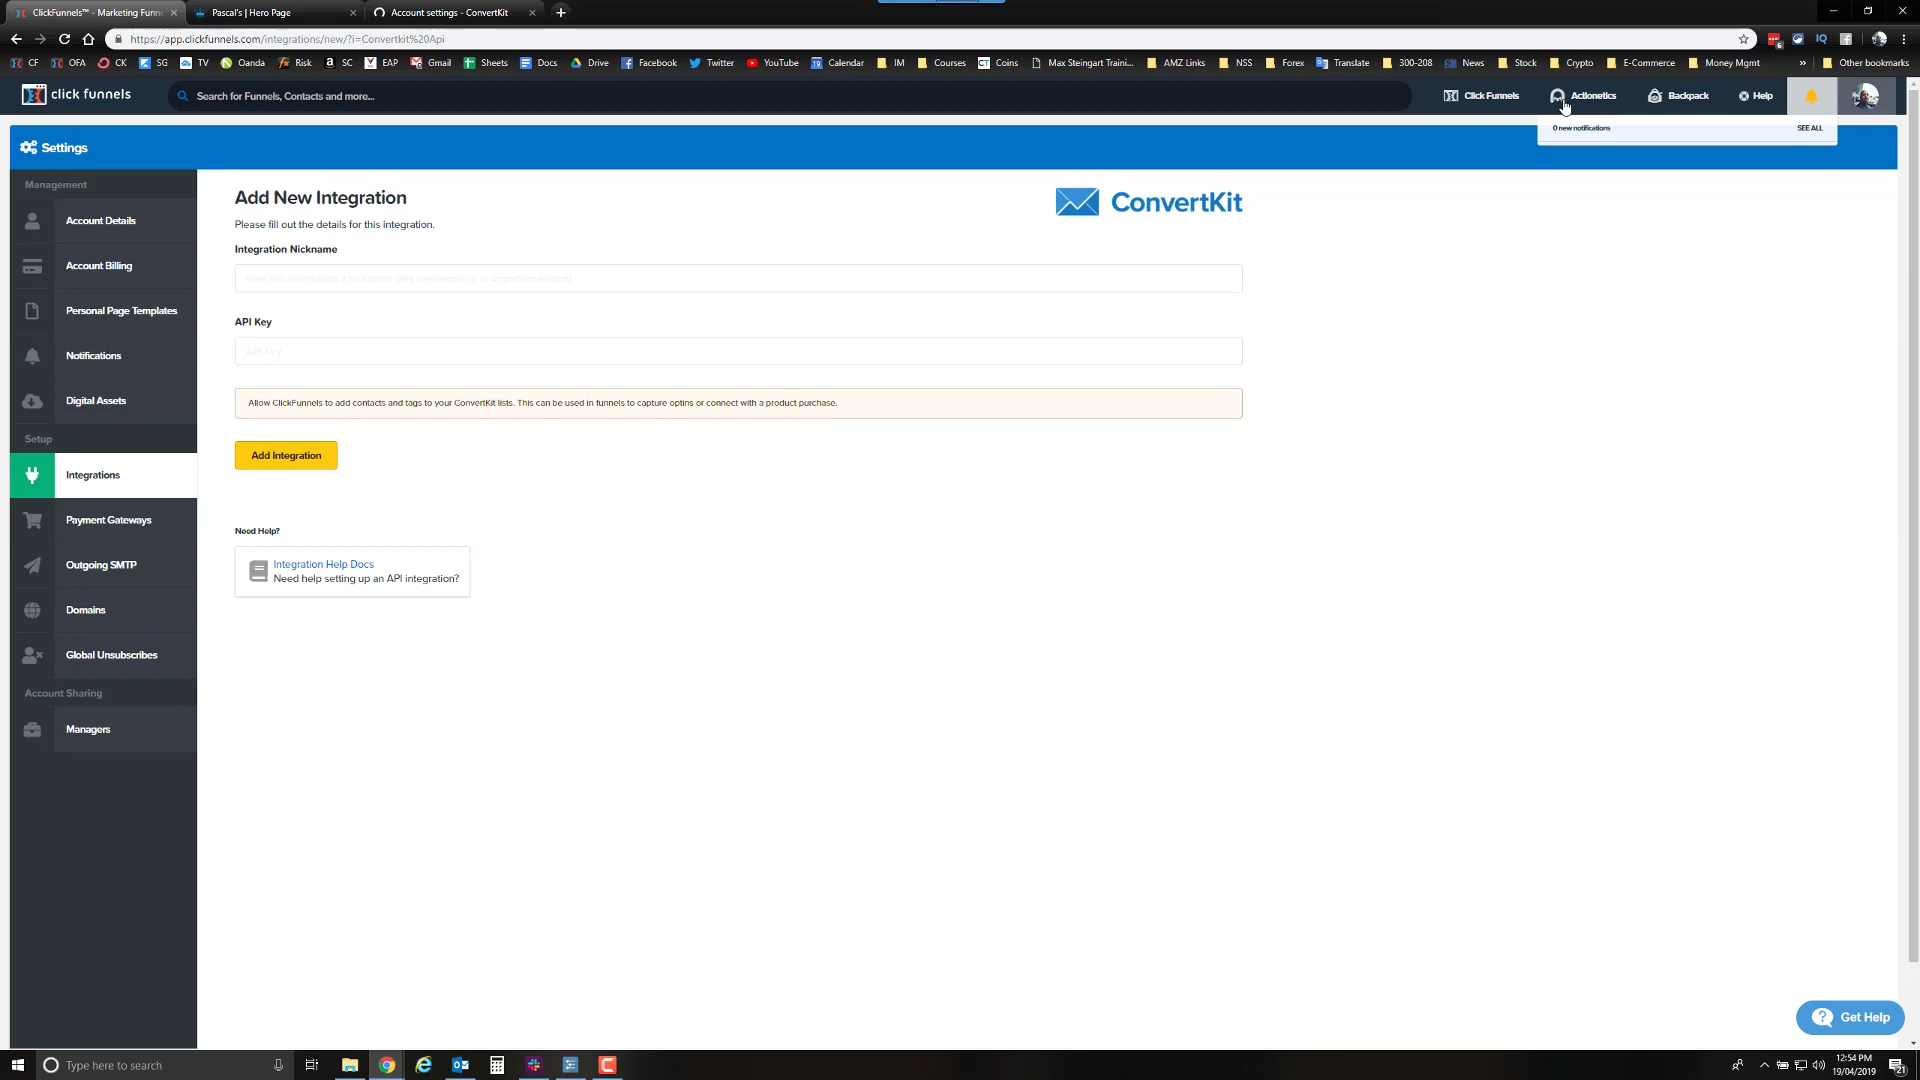 ClickFunnels™ - Marketing Funn
Pascal's | Hero Page
Account settings - ConvertKit
https://app.clickfunnels.com/integrations/new/?i=Convertkit%20Api
CF OFA CK SG TV Oanda Risk SC EAP Gmail Sheets Docs Drive Facebook Twitter YouTube Calendar IM Courses Coins Max Steingart Traini... AMZ Links NSS Forex Translate 300-208 News Stock Crypto E-Commerce Money Mgmt » Other bookmarks
click funnels
Search for Funnels, Contacts and more...
Click Funnels
Actionetics
Backpack
Help
0 new notifications
SEE ALL
Settings
Management
Account Details
Account Billing
Personal Page Templates
Notifications
Digital Assets
Setup
Integrations
Payment Gateways
Outgoing SMTP
Domains
Global Unsubscribes
Account Sharing
Managers
Add New Integration
ConvertKit
Please fill out the details for this integration.
Integration Nickname
API Key
API Key
Allow ClickFunnels to add contacts and tags to your ConvertKit lists. This can be used in funnels to capture optins or connect with a product purchase.
Add Integration
Need Help?
Integration Help Docs
Need help setting up an API integration?
Get Help
Type here to search
12:54 PM
19/04/2019
21